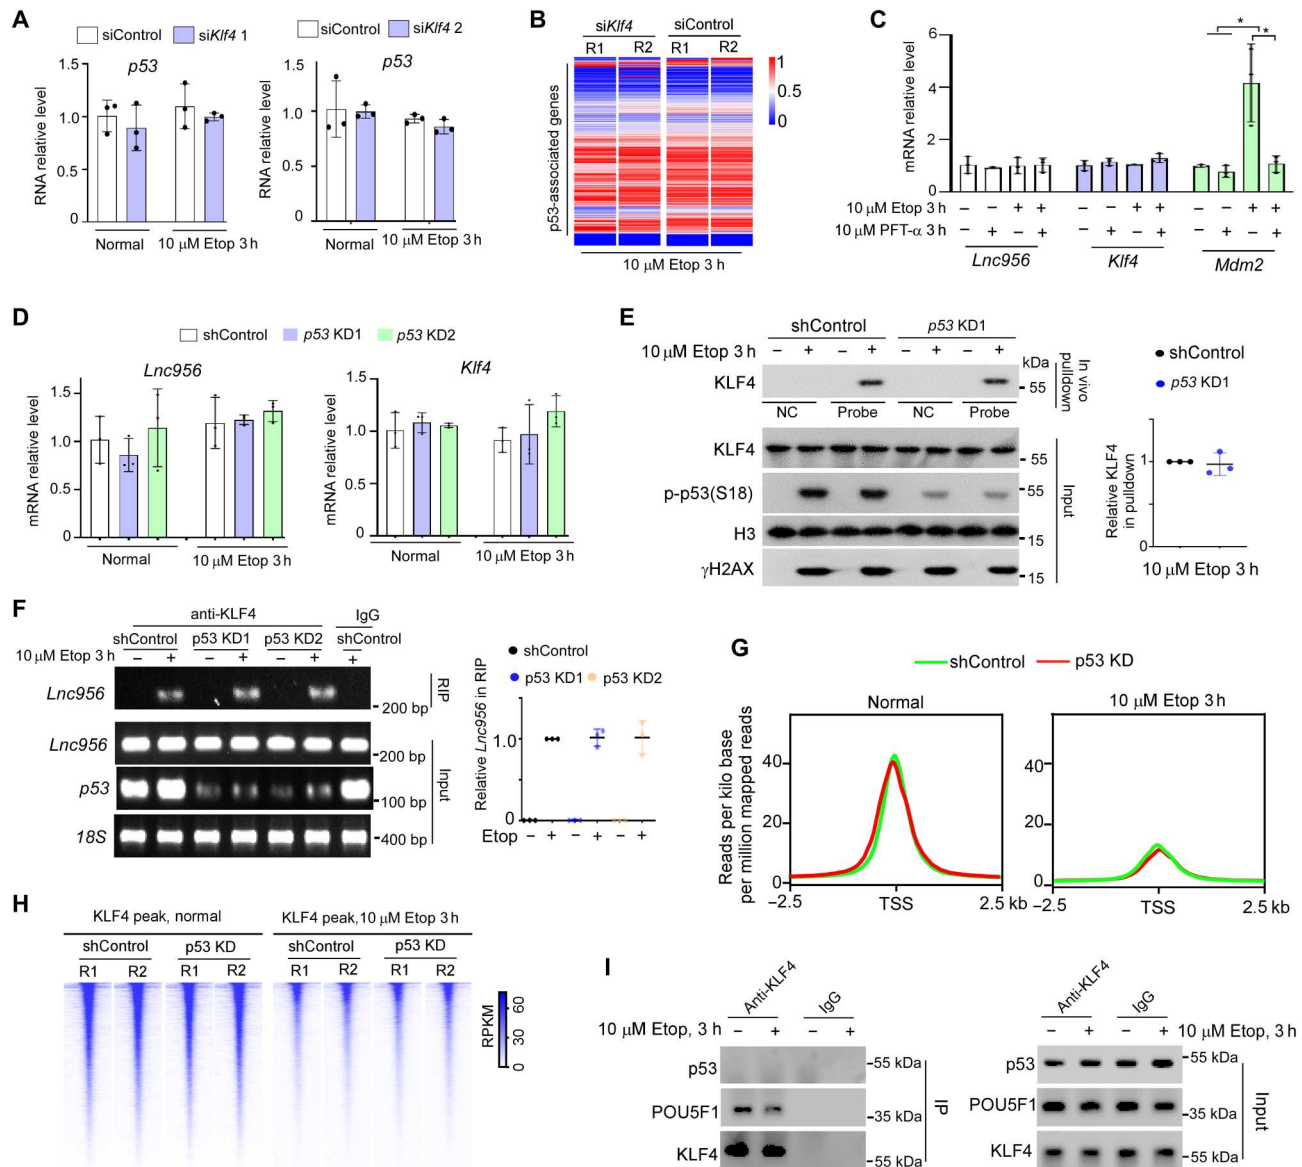 A
siControl
siKlf4 1
p53
RNA relative level
1.5
1.0
0.5
0
Normal
10 μM Etop 3 h
siControl
siKlf4 2
p53
RNA relative level
1.5
1.0
0.5
0
Normal
10 μM Etop 3 h
B
siKlf4 siControl
R1 R2 R1 R2
p53-associated genes
1
0.5
0
10 μM Etop 3 h
C
mRNA relative level
6
4
2
0
* *
10 μM Etop 3 h – – + + – – + + – – + +
10 μM PFT-α 3 h – + – + – + – + – + – +
Lnc956 Klf4 Mdm2
D
shControl p53 KD1 p53 KD2
Lnc956
mRNA relative level
1.5
1.0
0.5
0
Normal 10 μM Etop 3 h
Klf4
mRNA relative level
1.5
1.0
0.5
0
Normal 10 μM Etop 3 h
E
shControl p53 KD1
10 μM Etop 3 h – + – + – + – +
kDa
KLF4 55
In vivo pulldown
NC Probe NC Probe
KLF4 55
p-p53(S18) 55
H3 15
γH2AX 15
Input
shControl
p53 KD1
Relative KLF4 in pulldown
1
0
10 μM Etop 3 h
F
anti-KLF4 IgG
shControl p53 KD1 p53 KD2 shControl
10 μM Etop 3 h – + – + – + +
Lnc956 200 bp
RIP
Lnc956 200 bp
p53 100 bp
18S 400 bp
Input
shControl
p53 KD1 p53 KD2
Relative Lnc956 in RIP
1.0
0
Etop – + – + – +
G
shControl p53 KD
Normal
Reads per kilo base
per million mapped reads
40
20
0
–2.5 TSS 2.5 kb
10 μM Etop 3 h
40
20
0
–2.5 TSS 2.5 kb
H
KLF4 peak, normal KLF4 peak,10 μM Etop 3 h
shControl p53 KD shControl p53 KD
R1 R2 R1 R2 R1 R2 R1 R2
RPKM
60
30
0
I
Anti-KLF4 IgG
10 μM Etop, 3 h – + – +
p53 55 kDa
POU5F1 35 kDa
KLF4 55 kDa
IP
Anti-KLF4 IgG
– + – + 10 μM Etop, 3 h
p53 55 kDa
POU5F1 35 kDa
KLF4 55 kDa
Input